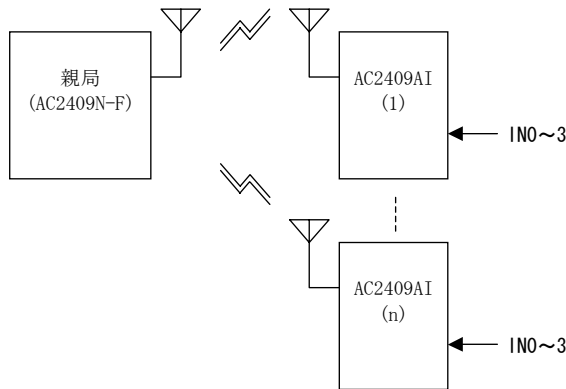 親局
(AC2409N-F)
AC2409AI
(1)
IN0～3
AC2409AI
(n)
IN0～3